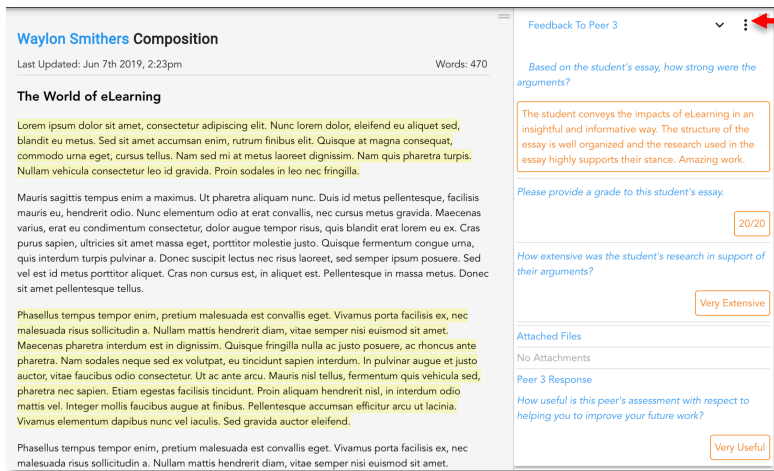 Waylon Smithers Composition
Last Updated: Jun 7th 2019, 2:23pm Words: 470
The World of eLearning
Lorem ipsum dolor sit amet, consectetur adipiscing elit. Nunc lorem dolor, eleifend eu aliquet sed,
blandit eu metus. Sed sit amet accumsan enim, rutrum finibus elit. Quisque at magna consequat,
commodo urna eget, cursus tellus. Nam sed mi at metus laoreet dignissim. Nam quis pharetra turpis.
Nullam vehicula consectetur leo id gravida. Proin sodales in leo nec fringilla.
Mauris sagittis tempus enim a maximus. Ut pharetra aliquam nunc. Duis id metus pellentesque, facilisis
mauris eu, hendrerit odio. Nunc elementum odio at erat convallis, nec cursus metus gravida. Maecenas
varius, erat eu condimentum consectetur, dolor augue tempor risus, quis blandit erat lorem eu ex. Cras
purus sapien, ultricies sit amet massa eget, porttitor molestie justo. Quisque fermentum congue urna,
quis interdum turpis pulvinar a. Donec suscipit lectus nec risus laoreet, sed semper ipsum posuere. Sed
vel est id metus porttitor aliquet. Cras non cursus est, in aliquet est. Pellentesque in massa metus. Donec
sit amet pellentesque tellus.
Phasellus tempus tempor enim, pretium malesuada est convallis eget. Vivamus porta facilisis ex, nec
malesuada risus sollicitudin a. Nullam mattis hendrerit diam, vitae semper nisi euismod sit amet.
Maecenas pharetra interdum est in dignissim. Quisque fringilla nulla ac justo posuere, ac rhoncus ante
pharetra. Nam sodales neque sed ex volutpat, eu tincidunt sapien interdum. In pulvinar augue et justo
auctor, vitae faucibus odio consectetur. Ut ac ante arcu. Mauris nisl tellus, fermentum quis vehicula sed,
pharetra nec sapien. Etiam egestas facilisis tincidunt. Proin aliquam hendrerit nisl, in interdum odio
mattis vel. Integer mollis faucibus augue at finibus. Pellentesque accumsan efficitur arcu ut lacinia.
Vivamus elementum dapibus nunc vel iaculis. Sed gravida auctor eleifend.
Phasellus tempus tempor enim, pretium malesuada est convallis eget. Vivamus porta facilisis ex, nec
malesuada risus sollicitudin a. Nullam mattis hendrerit diam, vitae semper nisi euismod sit amet.
Feedback To Peer 3
Based on the student's essay, how strong were the
arguments?
The student conveys the impacts of eLearning in an
insightful and informative way. The structure of the
essay is well organized and the research used in the
essay highly supports their stance. Amazing work.
Please provide a grade to this student's essay.
20/20
How extensive was the student's research in support of
their arguments?
Very Extensive
Attached Files
No Attachments
Peer 3 Response
How useful is this peer's assessment with respect to
helping you to improve your future work?
Very Useful